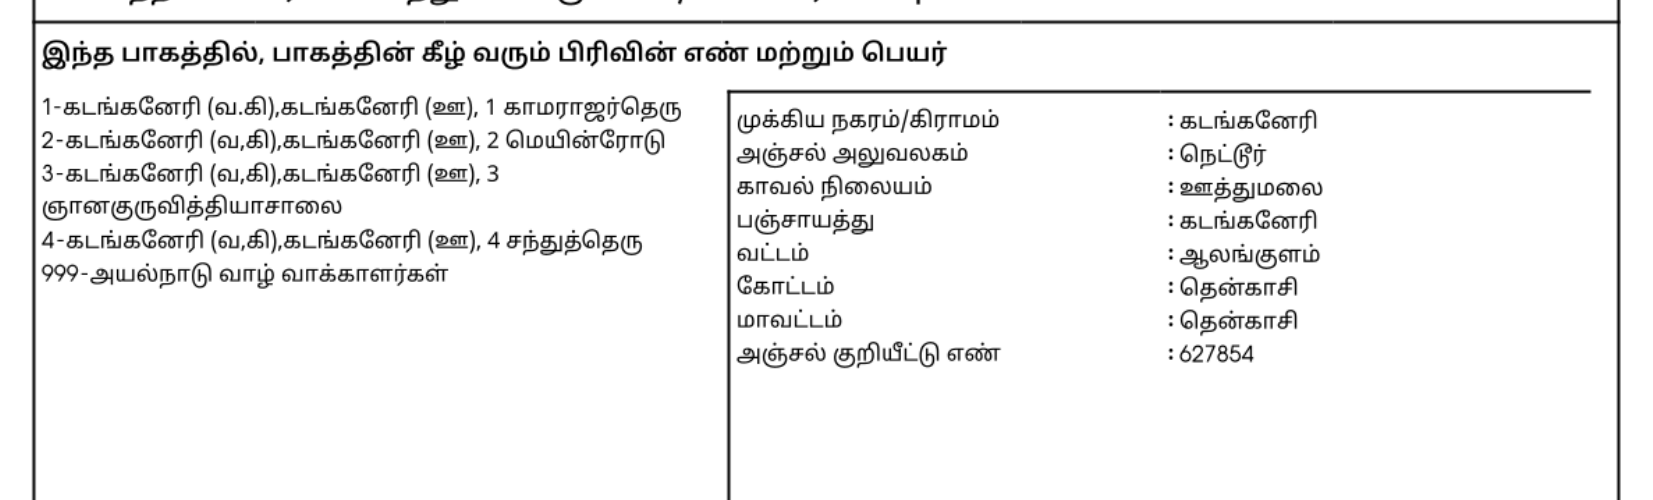 இந்த பாகத்தில், பாகத்தின் கீழ் வரும் பிரிவின் எண் மற்றும் பெயர்
1-கடங்கனேரி (வ.கி),கடங்கனேரி (ஊ), 1 காமராஜர்தெரு
2-கடங்கனேரி (வ,கி),கடங்கனேரி (ஊ), 2 மெயின்ரோடு
3-கடங்கனேரி (வ,கி),கடங்கனேரி (ஊ), 3
ஞானகுருவித்தியாசாலை
4-கடங்கனேரி (வ,கி),கடங்கனேரி (ஊ), 4 சந்துத்தெரு
999-அயல்நாடு வாழ் வாக்காளர்கள்
முக்கிய நகரம்/கிராமம் : கடங்கனேரி
அஞ்சல் அலுவலகம் : நெட்டூர்
காவல் நிலையம் : ஊத்துமலை
பஞ்சாயத்து : கடங்கனேரி
வட்டம் : ஆலங்குளம்
கோட்டம் : தென்காசி
மாவட்டம் : தென்காசி
அஞ்சல் குறியீட்டு எண் : 627854